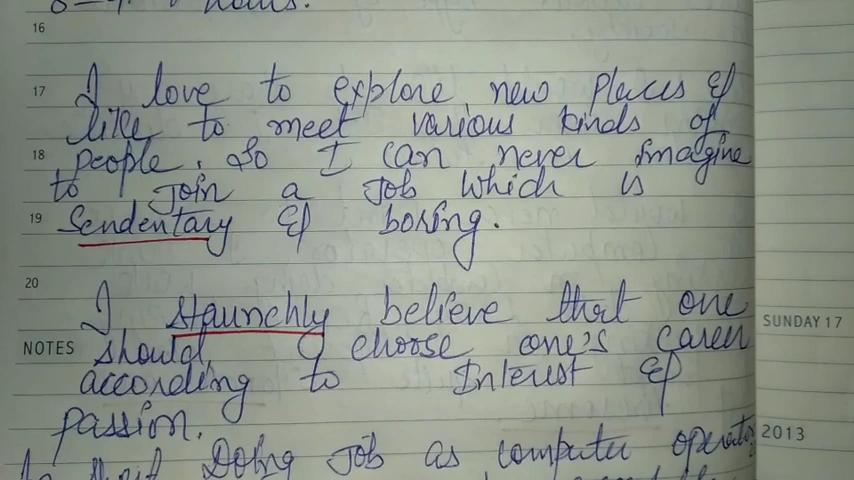 hours.
16
17 I love to explore new places &
like to meet various kinds of
18 people. So I can never imagine
to join a job which is
19 Sendentary & boring.
20
I staunchly believe that one
SUNDAY 17
NOTES should choose one's career
according to Interest &
passion.
2013
Doing Job as computer operator